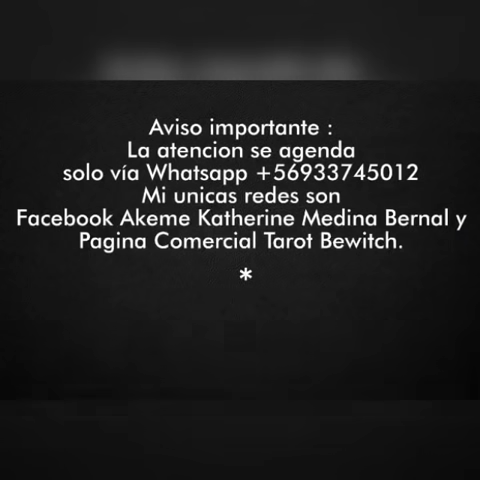 Aviso importante :
La atencion se agenda
solo vía Whatsapp +56933745012
Mi unicas redes son
Facebook Akeme Katherine Medina Bernal y
Pagina Comercial Tarot Bewitch.
*